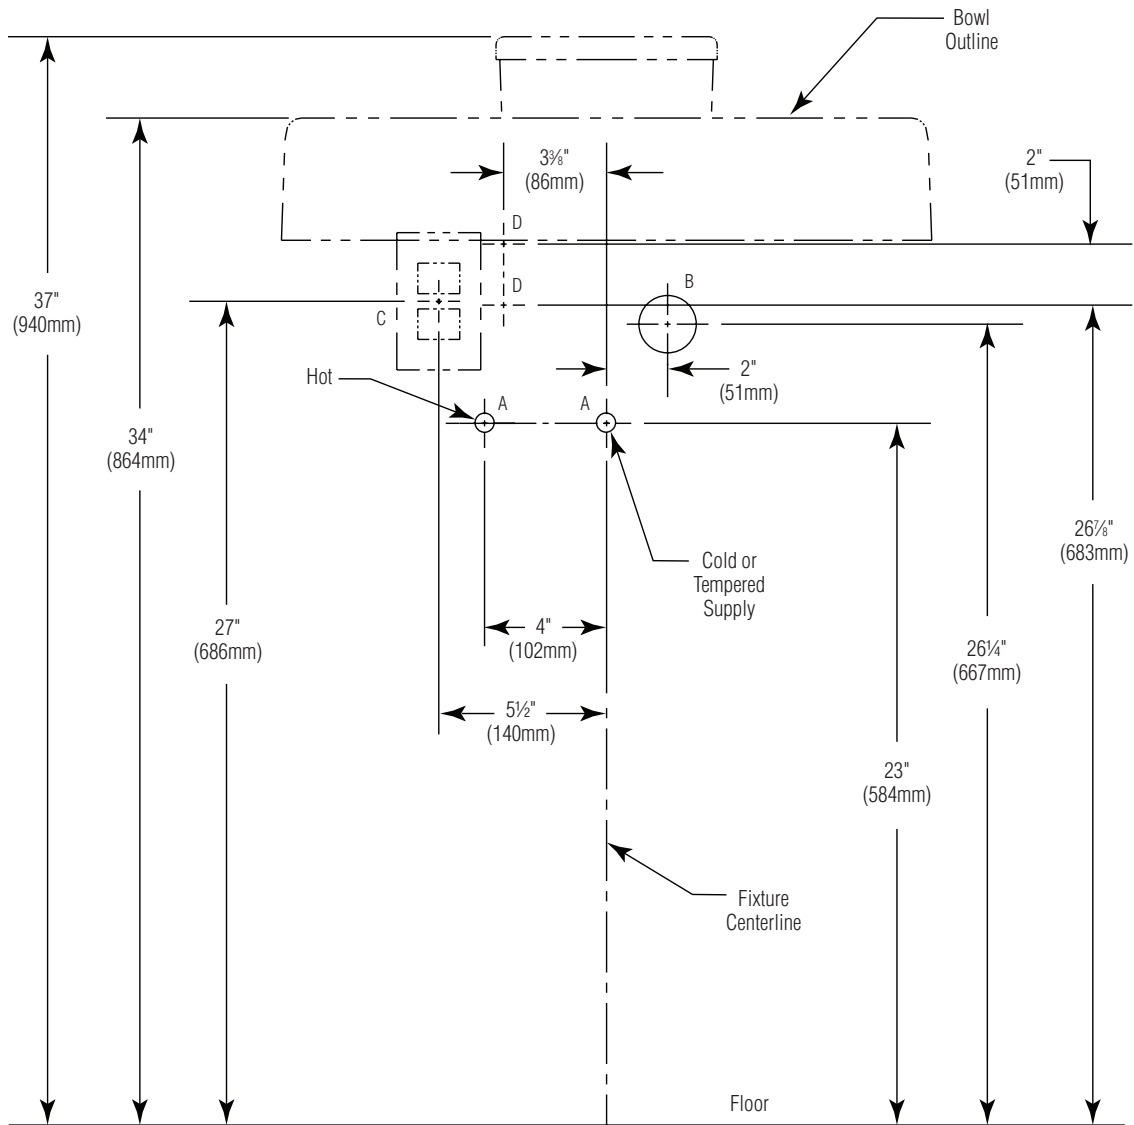 Bowl
Outline
3⅜"
(86mm)
2"
(51mm)
D
D
B
37"
(940mm)
C
2"
(51mm)
Hot
A
A
34"
(864mm)
26⅞"
(683mm)
Cold or
Tempered
Supply
27"
(686mm)
4"
(102mm)
26¼"
(667mm)
5½"
(140mm)
23"
(584mm)
Fixture
Centerline
Floor